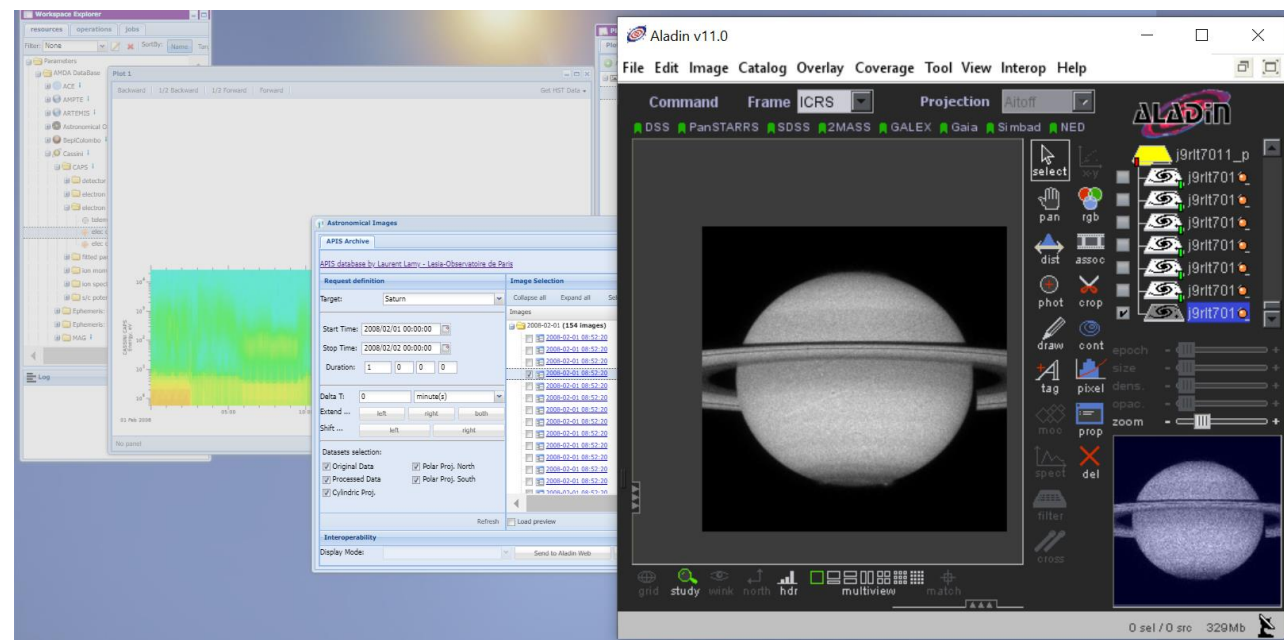 Workspace Explorer
resources operations jobs
Filter: None SortBy: Name
Parameters
AMDA DataBase
ACE
AMPTE
ARTEMIS
Astronomical O
BepiColombo
Cassini
CAPS
detector
electron
electron
fitted pa
ion mom
ion spect
s/c poter
Ephemeris:
Ephemeris:
MAG
Log
Plot 1
Backward 1/2 Backward 1/3 Forward Forward
01 Feb 2008
No panel
Astronomical Images
APIS Archive
APIS database by Laurent Lamy - Lesia-Observatoire de Paris
Request definition
Target: Saturn
Start Time: 2008/02/01 00:00:00
Stop Time: 2008/02/02 00:00:00
Duration: 1 0 0 0
Delta T: 0 minute(s)
Extend ... left right both
Shift ... left right
Datasets selection:
Original Data Polar Proj. North
Processed Data Polar Proj. South
Cylindric Proj.
Refresh
Image Selection
Collapse all Expand all Sel
Images
2008-02-01 (154 images)
2008-02-01 08:52:20
2008-02-01 08:52:20
2008-02-01 08:52:20
2008-02-01 08:52:20
2008-02-01 08:52:20
2008-02-01 08:52:20
2008-02-01 08:52:20
2008-02-01 08:52:20
2008-02-01 08:52:20
2008-02-01 08:52:20
2008-02-01 08:52:20
2008-02-01 08:52:20
2008-02-01 08:52:20
2008-02-01 08:52:20
Load preview
Interoperability
Display Mode: Send to Aladin Web
Aladin v11.0
File Edit Image Catalog Overlay Coverage Tool View Interop Help
Command Frame ICRS Projection Aitoff
DSS PanSTARRS SDSS 2MASS GALEX Gaia Simbad NED
ALADIN
select x-y
pan rgb
dist assoc
phot crop
draw cont
tag pixel
moc prop
spect del
filter
cross
j9rlt7011_p
j9rlt701
j9rlt701
j9rlt701
j9rlt701
j9rlt701
j9rlt701
j9rlt701
epoch - +
size - +
dens. - +
opac. - +
zoom - +
grid study wink north hdr multiview match
0 sel / 0 src 329Mb